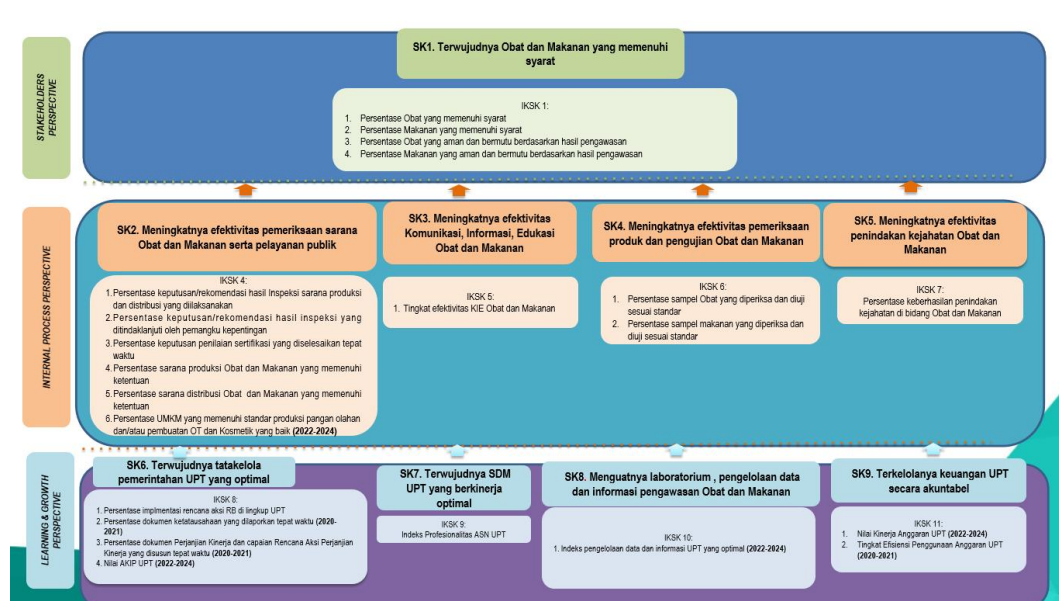 STAKEHOLDERS
PERSPECTIVE
SK1. Terwujudnya Obat dan Makanan yang memenuhi
syarat
IKSK 1:
1. Persentase Obat yang memenuhi syarat
2. Persentase Makanan yang memenuhi syarat
3. Persentase Obat yang aman dan bermutu berdasarkan hasil pengawasan
4. Persentase Makanan yang aman dan bermutu berdasarkan hasil pengawasan
INTERNAL PROCESS PERSPECTIVE
SK2. Meningkatnya efektivitas pemeriksaan sarana
Obat dan Makanan serta pelayanan publik
IKSK 4:
1. Persentase keputusan/rekomendasi hasil Inspeksi sarana produksi
dan distribusi yang diilaksanakan
2. Persentase keputusan/rekomendasi hasil inspeksi yang
ditindaklanjuti oleh pemangku kepentingan
3. Persentase keputusan penilaian sertifikasi yang diselesaikan tepat
waktu
4. Persentase sarana produksi Obat dan Makanan yang memenuhi
ketentuan
5. Persentase sarana distribusi Obat dan Makanan yang memenuhi
ketentuan
6. Persentase UMKM yang memenuhi standar produksi pangan olahan
dan/atau pembuatan OT dan Kosmetik yang baik (2022-2024)
SK3. Meningkatnya efektivitas
Komunikasi, Informasi, Edukasi
Obat dan Makanan
IKSK 5:
1. Tingkat efektivitas KIE Obat dan Makanan
SK4. Meningkatnya efektivitas pemeriksaan
produk dan pengujian Obat dan Makanan
IKSK 6:
1. Persentase sampel Obat yang diperiksa dan diuji
sesuai standar
2. Persentase sampel makanan yang diperiksa dan
diuji sesuai standar
SK5. Meningkatnya efektivitas
penindakan kejahatan Obat dan
Makanan
IKSK 7:
Persentase keberhasilan penindakan
kejahatan di bidang Obat dan Makanan
LEARNING & GROWTH
PERSPECTIVE
SK6. Terwujudnya tatakelola
pemerintahan UPT yang optimal
IKSK 8:
1. Persentase implmentasi rencana aksi RB di lingkup UPT
2. Persentase dokumen ketatausahaan yang dilaporkan tepat waktu (2020-
2021)
3. Persentase dokumen Perjanjian Kinerja dan capaian Rencana Aksi Perjanjian
Kinerja yang disusun tepat waktu (2020-2021)
4. Nilai AKIP UPT (2022-2024)
SK7. Terwujudnya SDM
UPT yang berkinerja
optimal
IKSK 9:
Indeks Profesionalitas ASN UPT
SK8. Menguatnya laboratorium , pengelolaan data
dan informasi pengawasan Obat dan Makanan
IKSK 10:
1. Indeks pengelolaan data dan informasi UPT yang optimal (2022-2024)
SK9. Terkelolanya keuangan UPT
secara akuntabel
IKSK 11:
1. Nilai Kinerja Anggaran UPT (2022-2024)
2. Tingkat Efisiensi Penggunaan Anggaran UPT
(2020-2021)